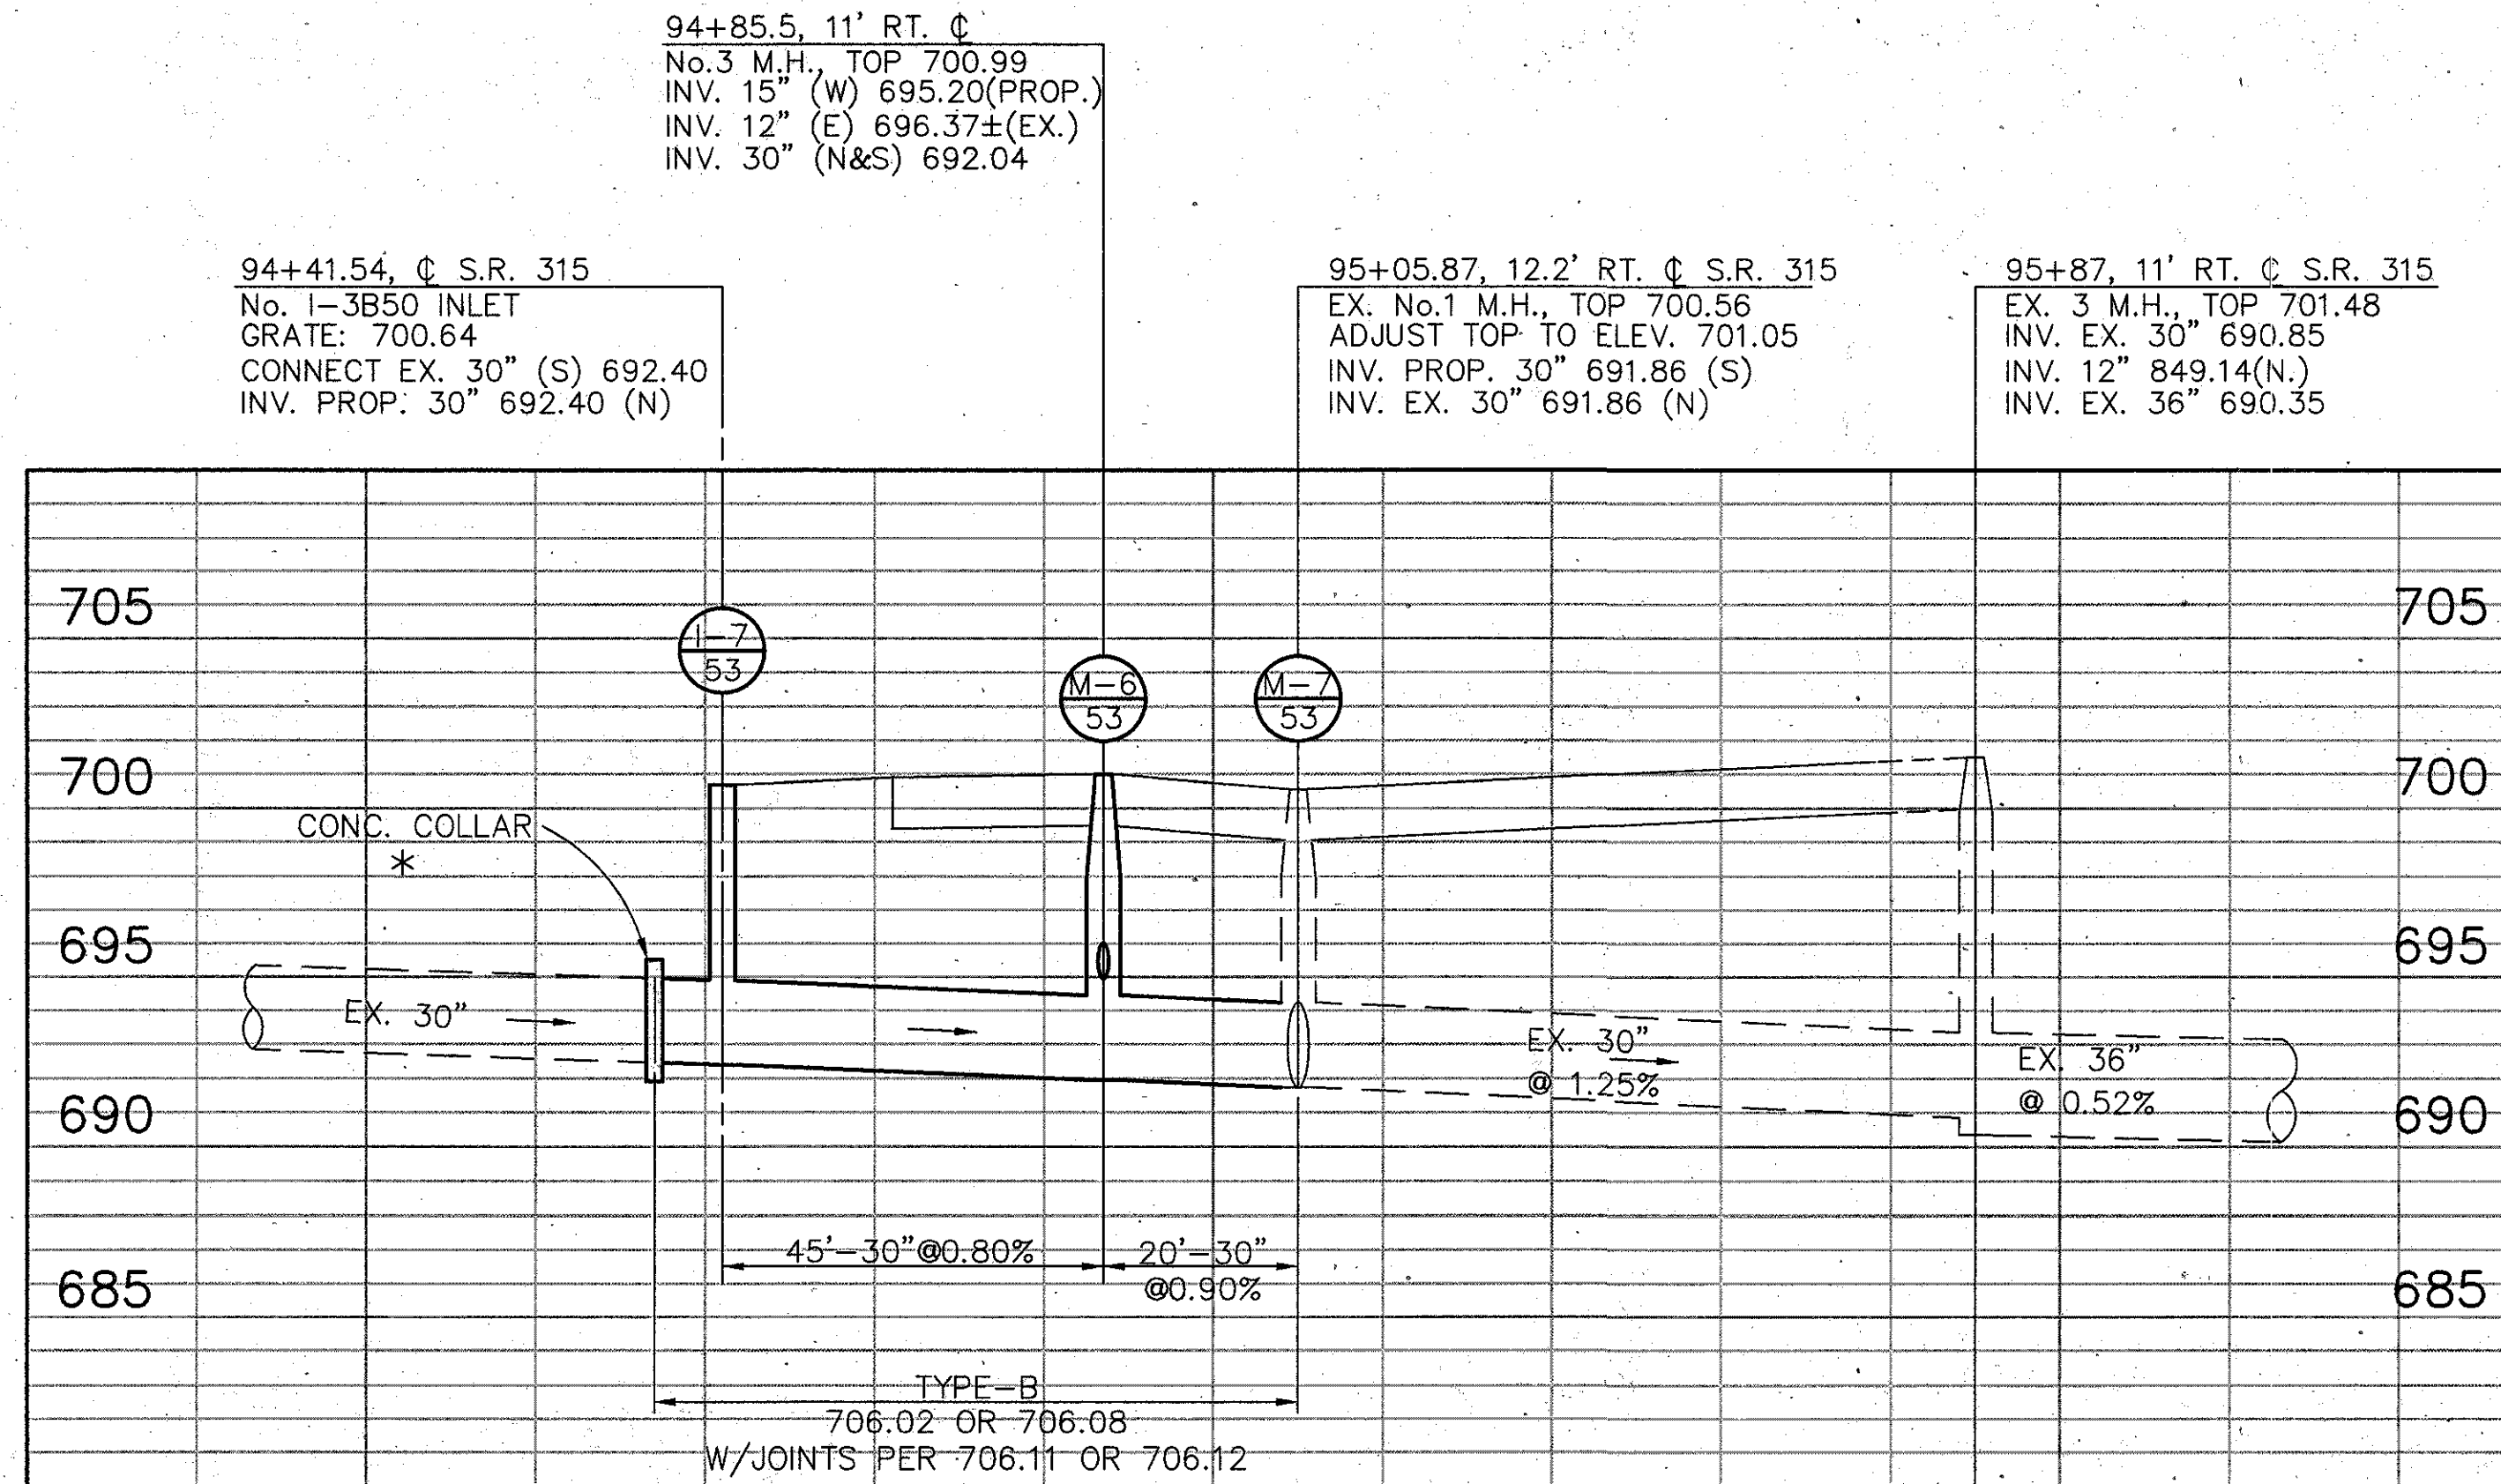 94+85.5, 11' RT. ℄
No.3 M.H., TOP 700.99
INV. 15" (W) 695.20(PROP.)
INV. 12" (E) 696.37±(EX.)
INV. 30" (N&S) 692.04
94+41.54, ℄ S.R. 315
No. I-3B50 INLET
GRATE: 700.64
CONNECT EX. 30" (S) 692.40
INV. PROP. 30" 692.40 (N)
95+05.87, 12.2' RT. ℄ S.R. 315
EX. No.1 M.H., TOP 700.56
ADJUST TOP TO ELEV. 701.05
INV. PROP. 30" 691.86 (S)
INV. EX. 30" 691.86 (N)
95+87, 11' RT. ℄ S.R. 315
EX. 3 M.H., TOP 701.48
INV. EX. 30" 690.85
INV. 12" 849.14(N.)
INV. EX. 36" 690.35
705
705
I-7
53
M-6
53
M-7
53
700
700
CONC. COLLAR
*
695
695
EX. 30"
EX. 30"
@ 1.25%
EX. 36"
@ 0.52%
690
690
45'-30"@0.80%
20'-30"
@0.90%
685
685
TYPE-B
706.02 OR 706.08
W/JOINTS PER 706.11 OR 706.12